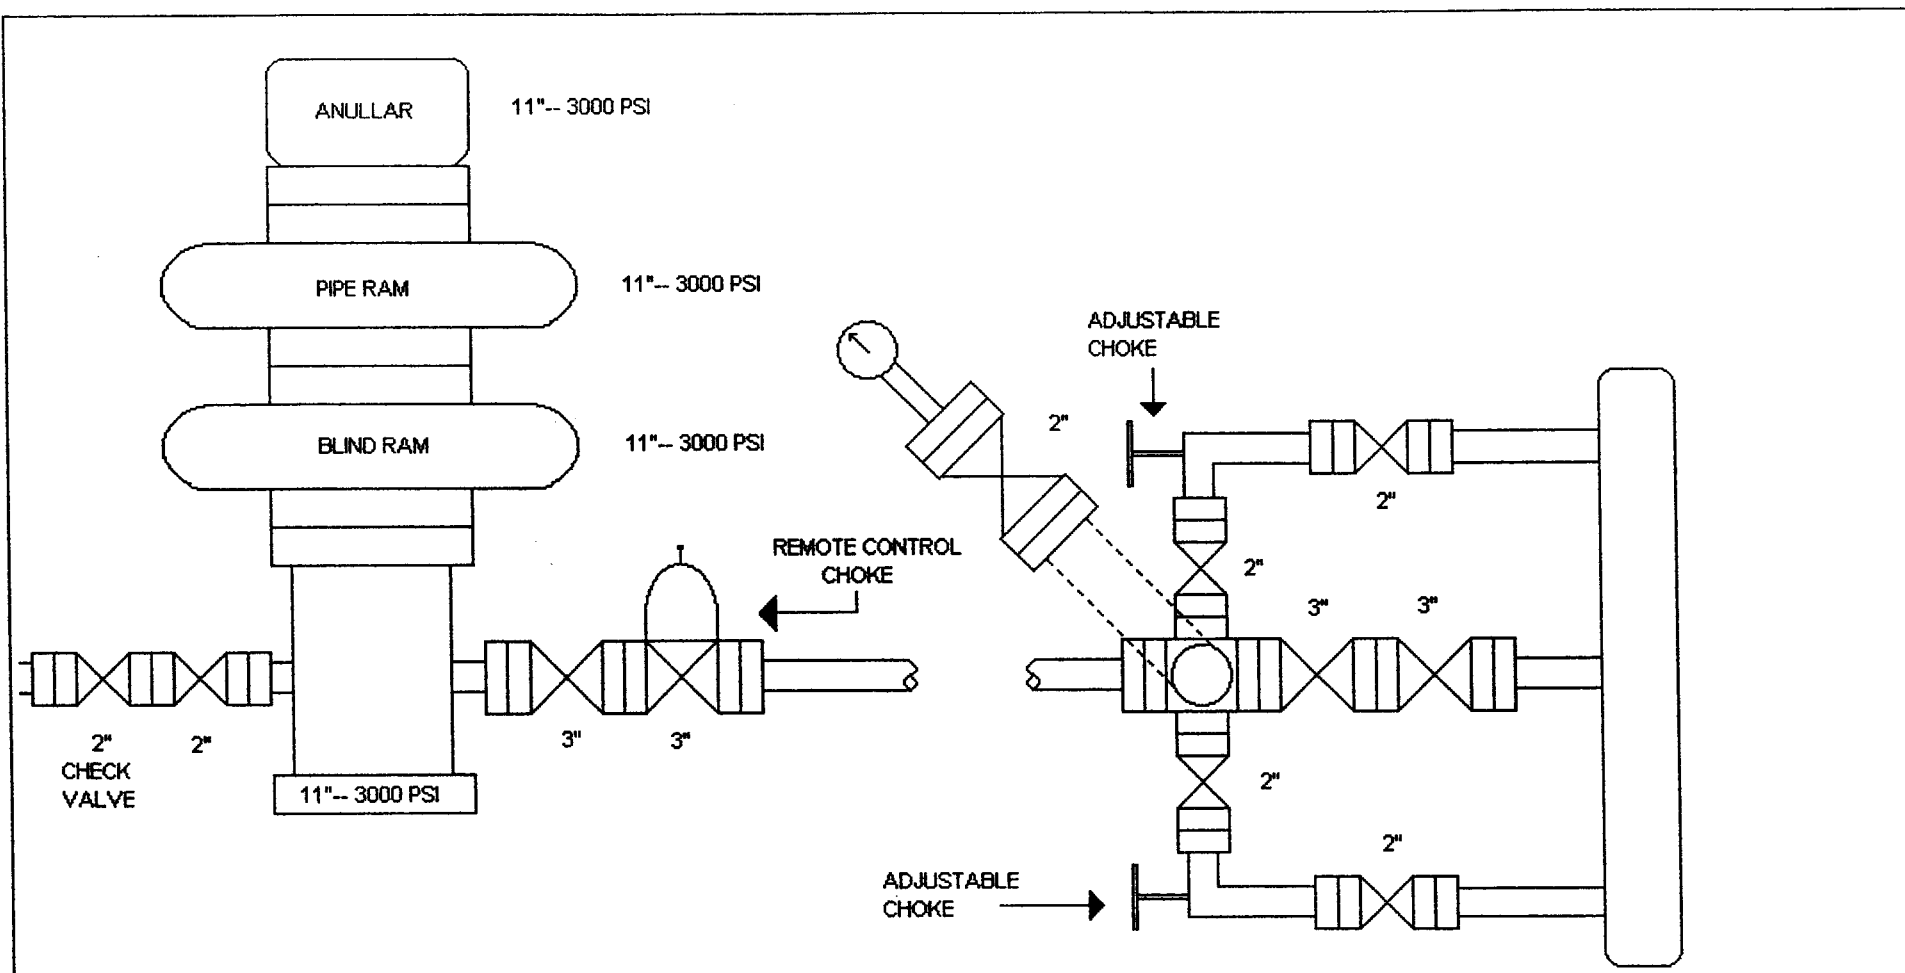 ANULLAR
11"-- 3000 PSI
PIPE RAM
11"-- 3000 PSI
BLIND RAM
11"-- 3000 PSI
ADJUSTABLE
CHOKE
2"
2"
2"
REMOTE CONTROL
CHOKE
3"
3"
2"
2"
3"
3"
CHECK
VALVE
11"-- 3000 PSI
2"
2"
ADJUSTABLE
CHOKE